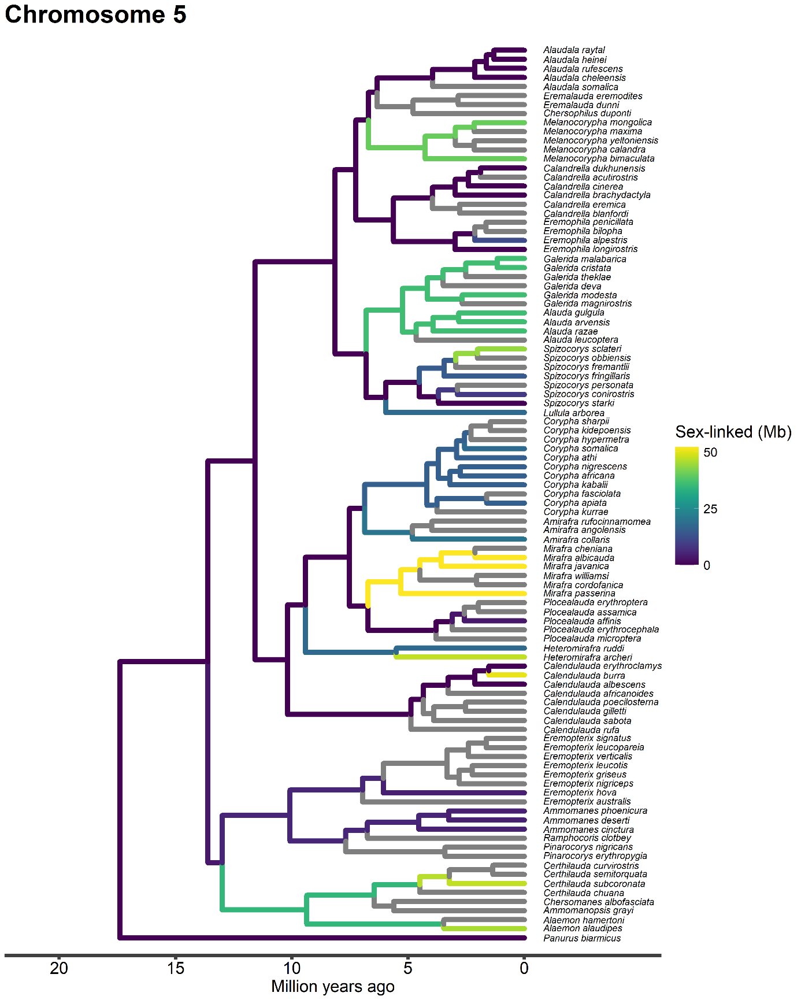 Chromosome 5
Alaudala raytal
Alaudala heinei
Alaudala rufescens
Alaudala cheleensis
Alaudala somalica
Eremalauda eremodites
Eremalauda dunni
Chersophilus duponti
Melanocorypha mongolica
Melanocorypha maxima
Melanocorypha yeltoniensis
Melanocorypha calandra
Melanocorypha bimaculata
Calandrella dukhunensis
Calandrella acutirostris
Calandrella cinerea
Calandrella brachydactyla
Calandrella eremica
Calandrella blanfordi
Eremophila penicillata
Eremophila bilopha
Eremophila alpestris
Eremophila longirostris
Galerida malabarica
Galerida cristata
Galerida theklae
Galerida deva
Galerida modesta
Galerida magnirostris
Alauda gulgula
Alauda arvensis
Alauda razae
Alauda leucoptera
Spizocorys sclateri
Spizocorys obbiensis
Spizocorys fremantlii
Spizocorys fringillaris
Spizocorys personata
Spizocorys conirostris
Spizocorys starki
Lullula arborea
Corypha sharpii
Corypha kidepoensis
Corypha hypermetra
Corypha somalica
Corypha athi
Corypha nigrescens
Corypha africana
Corypha kabalii
Corypha fasciolata
Corypha apiata
Corypha kurrae
Amirafra rufocinnamomea
Amirafra angolensis
Amirafra collaris
Mirafra cheniana
Mirafra albicauda
Mirafra javanica
Mirafra williamsi
Mirafra cordofanica
Mirafra passerina
Plocealauda erythroptera
Plocealauda assamica
Plocealauda affinis
Plocealauda erythrocephala
Plocealauda microptera
Heteromirafra ruddi
Heteromirafra archeri
Calendulauda erythroclamys
Calendulauda burra
Calendulauda albescens
Calendulauda africanoides
Calendulauda poecilosterna
Calendulauda gilletti
Calendulauda sabota
Calendulauda rufa
Eremopterix signatus
Eremopterix leucopareia
Eremopterix verticalis
Eremopterix leucotis
Eremopterix griseus
Eremopterix nigriceps
Eremopterix hova
Eremopterix australis
Ammomanes phoenicura
Ammomanes deserti
Ammomanes cinctura
Ramphocoris clotbey
Pinarocorys nigricans
Pinarocorys erythropygia
Certhilauda curvirostris
Certhilauda semitorquata
Certhilauda subcoronata
Certhilauda chuana
Chersomanes albofasciata
Ammomanopsis grayi
Alaemon hamertoni
Alaemon alaudipes
Panurus biarmicus
Sex-linked (Mb)
50
25
0
20 15 10 5 0
Million years ago